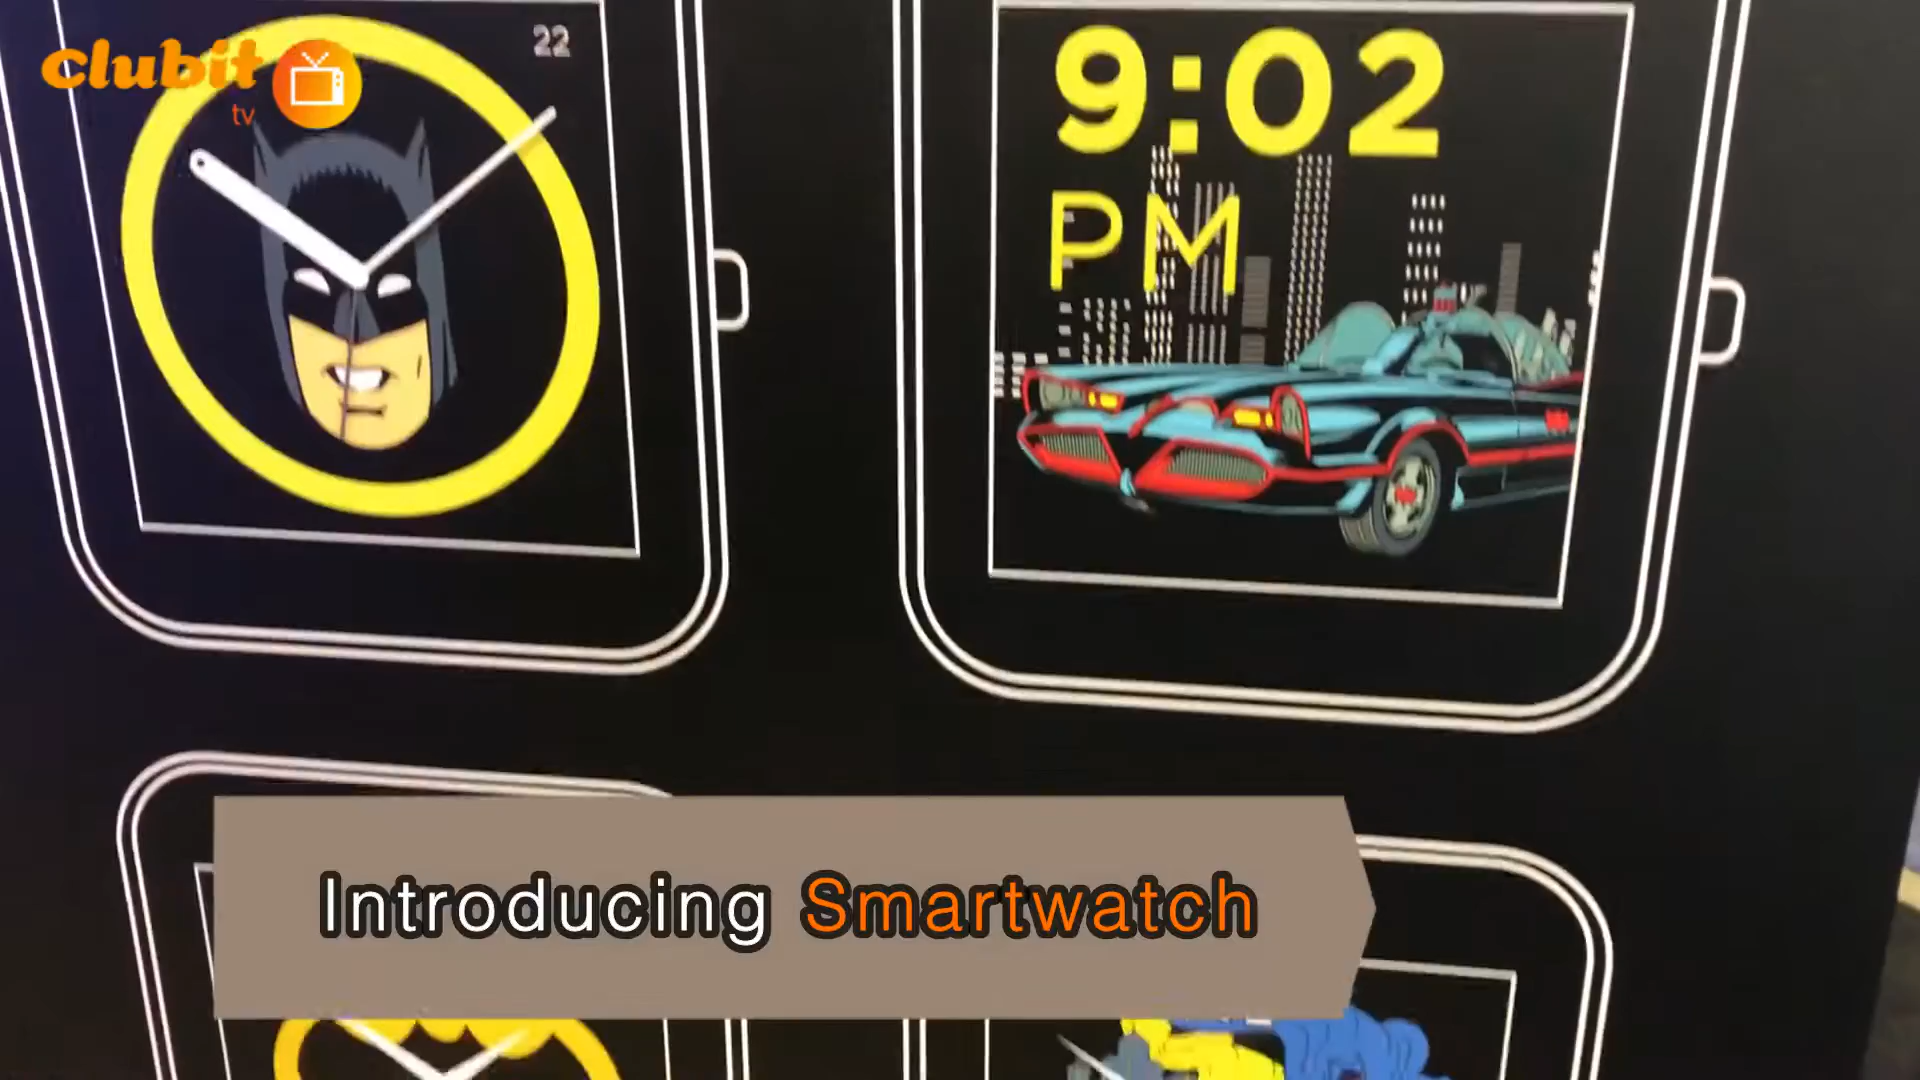 clubit
tv
22
9:02
PM
Introducing Smartwatch